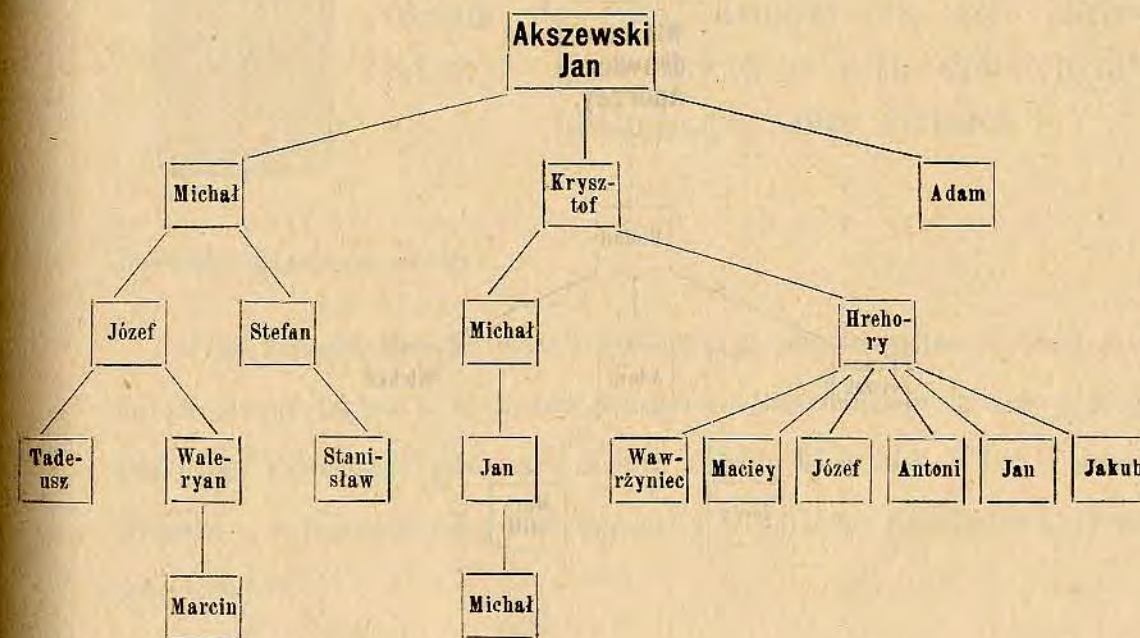 Akszewski
Jan
Michał
Krysz-
tof
Adam
Józef
Stefan
Michał
Hreho-
ry
Tade-
usz
Wale-
ryan
Stani-
sław
Jan
Waw-
rżyniec
Maciey
Józef
Antoni
Jan
Jakub
Marcin
Michał